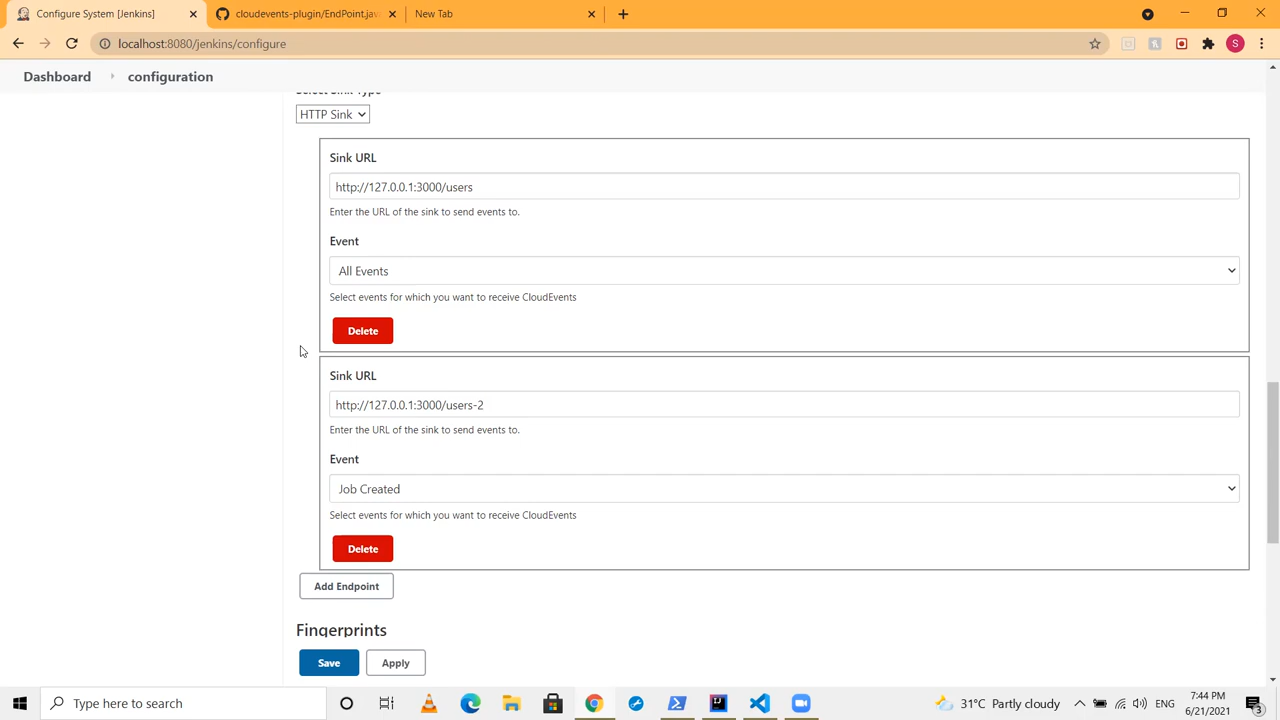 Configure System [Jenkins]
cloudevents-plugin/EndPoint.jav
New Tab
localhost:8080/jenkins/configure
S
Dashboard
configuration
Select Sink Type
HTTP Sink
Sink URL
http://127.0.0.1:3000/users
Enter the URL of the sink to send events to.
Event
All Events
Select events for which you want to receive CloudEvents
Delete
Sink URL
http://127.0.0.1:3000/users-2
Enter the URL of the sink to send events to.
Event
Job Created
Select events for which you want to receive CloudEvents
Delete
Add Endpoint
Fingerprints
Save Apply
Type here to search
31°C Partly cloudy
ENG
7:44 PM
6/21/2021
3